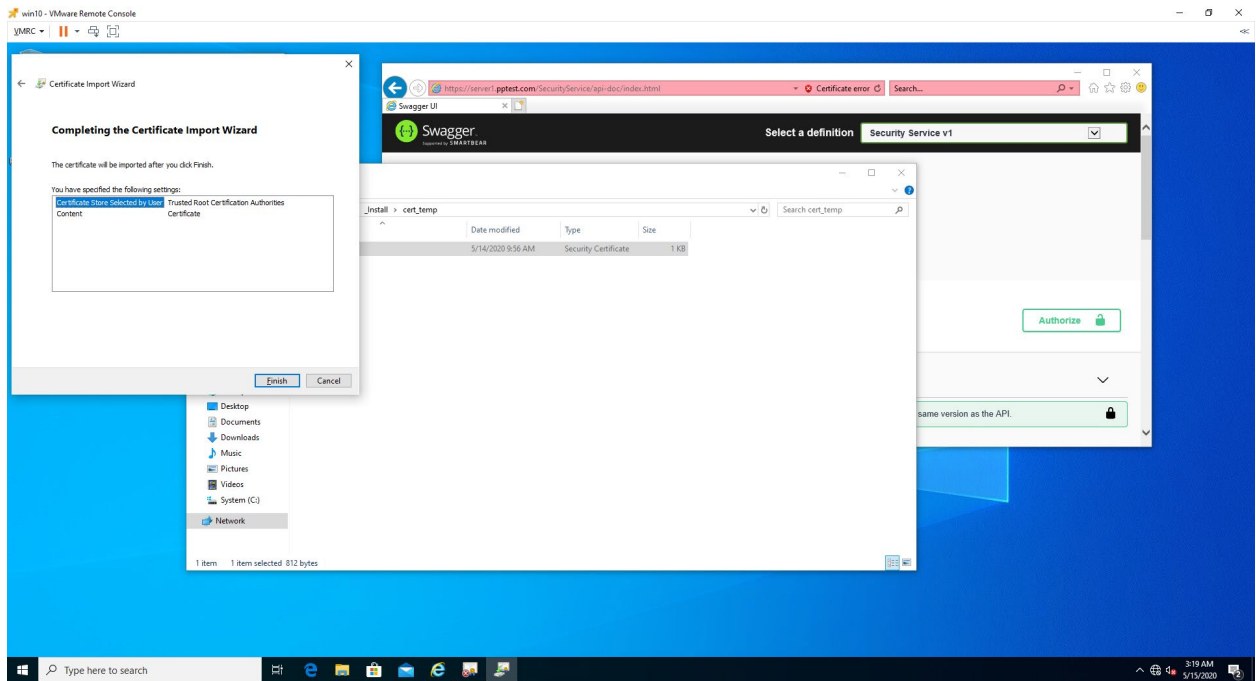 win10 - VMware Remote Console
VMRC
Certificate Import Wizard
Completing the Certificate Import Wizard
The certificate will be imported after you click Finish.
You have specified the following settings:
Certificate Store Selected by User Trusted Root Certification Authorities
Content Certificate
Finish Cancel
https://server1.pptest.com/SecurityService/api-doc/index.html
Certificate error
Search...
Swagger UI
Swagger.
Supported by SMARTBEAR
Select a definition
Security Service v1
_Install > cert_temp
Search cert_temp
Date modified Type Size
5/14/2020 9:56 AM Security Certificate 1 KB
Authorize
same version as the API.
Desktop
Documents
Downloads
Music
Pictures
Videos
System (C:)
Network
1 item 1 item selected 812 bytes
Type here to search
3:19 AM
5/15/2020
2